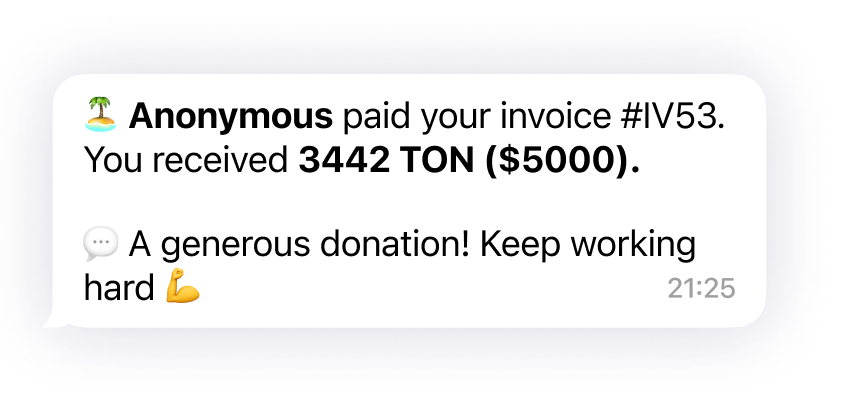 🏝 Anonymous paid your invoice #IV53.
You received 3442 TON ($5000).
💬 A generous donation! Keep working
hard 💪
21:25